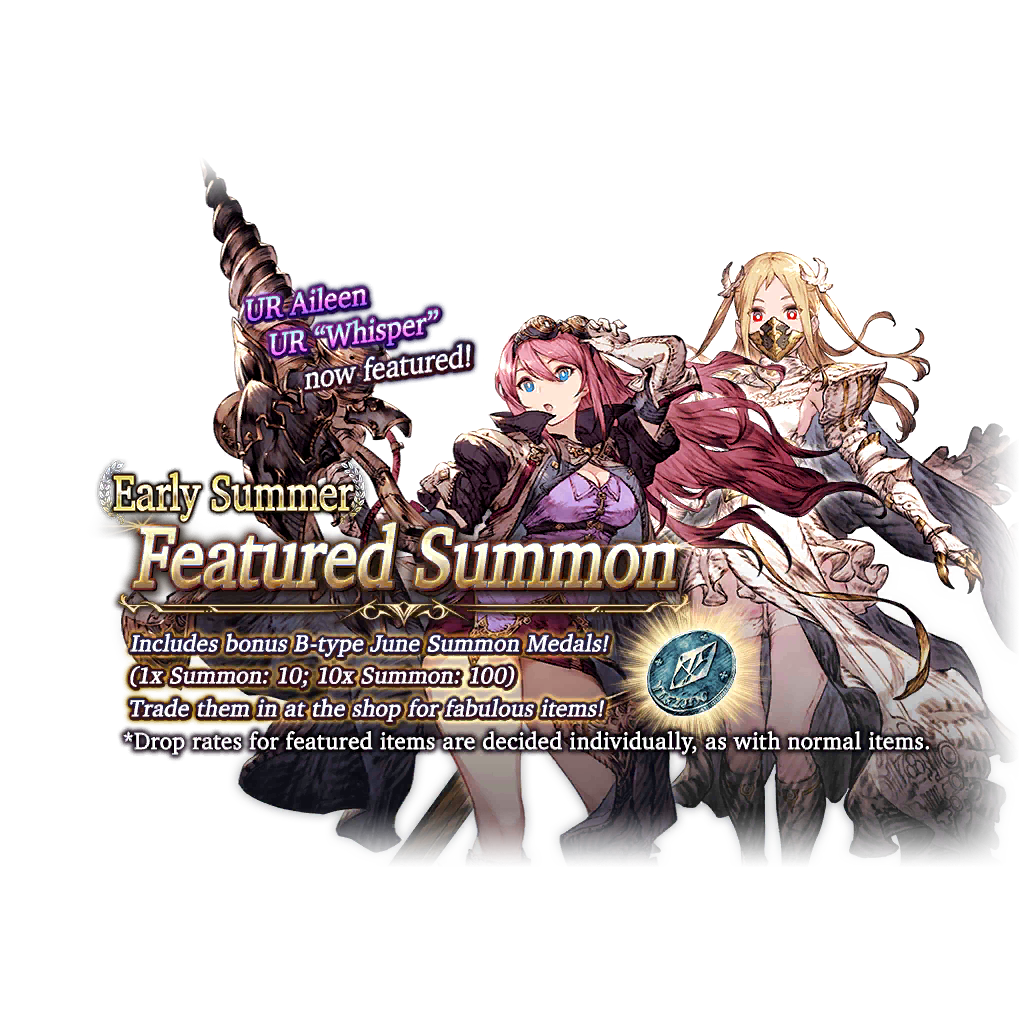 UR Aileen
UR “Whisper”
now featured!
Early Summer
Featured Summon
Includes bonus B-type June Summon Medals!
(1x Summon: 10; 10x Summon: 100)
Trade them in at the shop for fabulous items!
*Drop rates for featured items are decided individually, as with normal items.